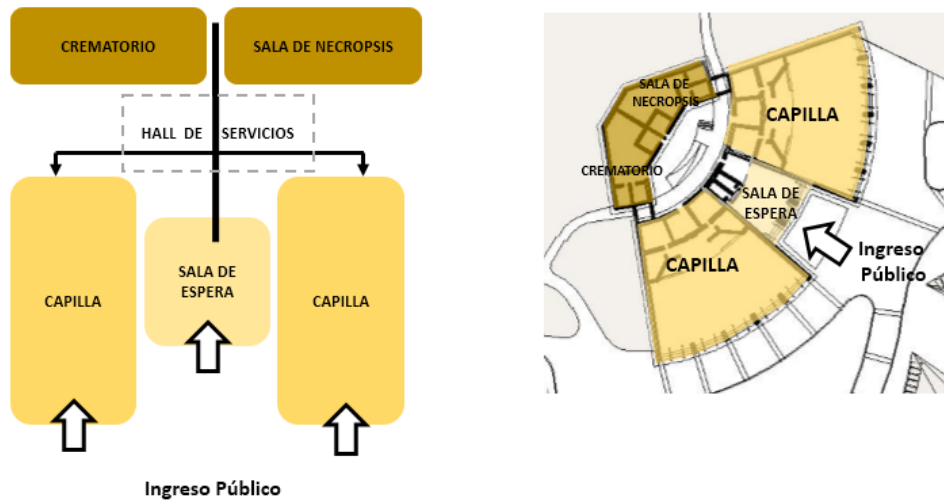 CREMATORIO
SALA DE NECROPSIS
HALL DE SERVICIOS
CAPILLA
SALA DE
ESPERA
CAPILLA
Ingreso Público
SALA DE
NECROPSIS
CAPILLA
CREMATORIO
SALA DE
ESPERA
CAPILLA
Ingreso
Público